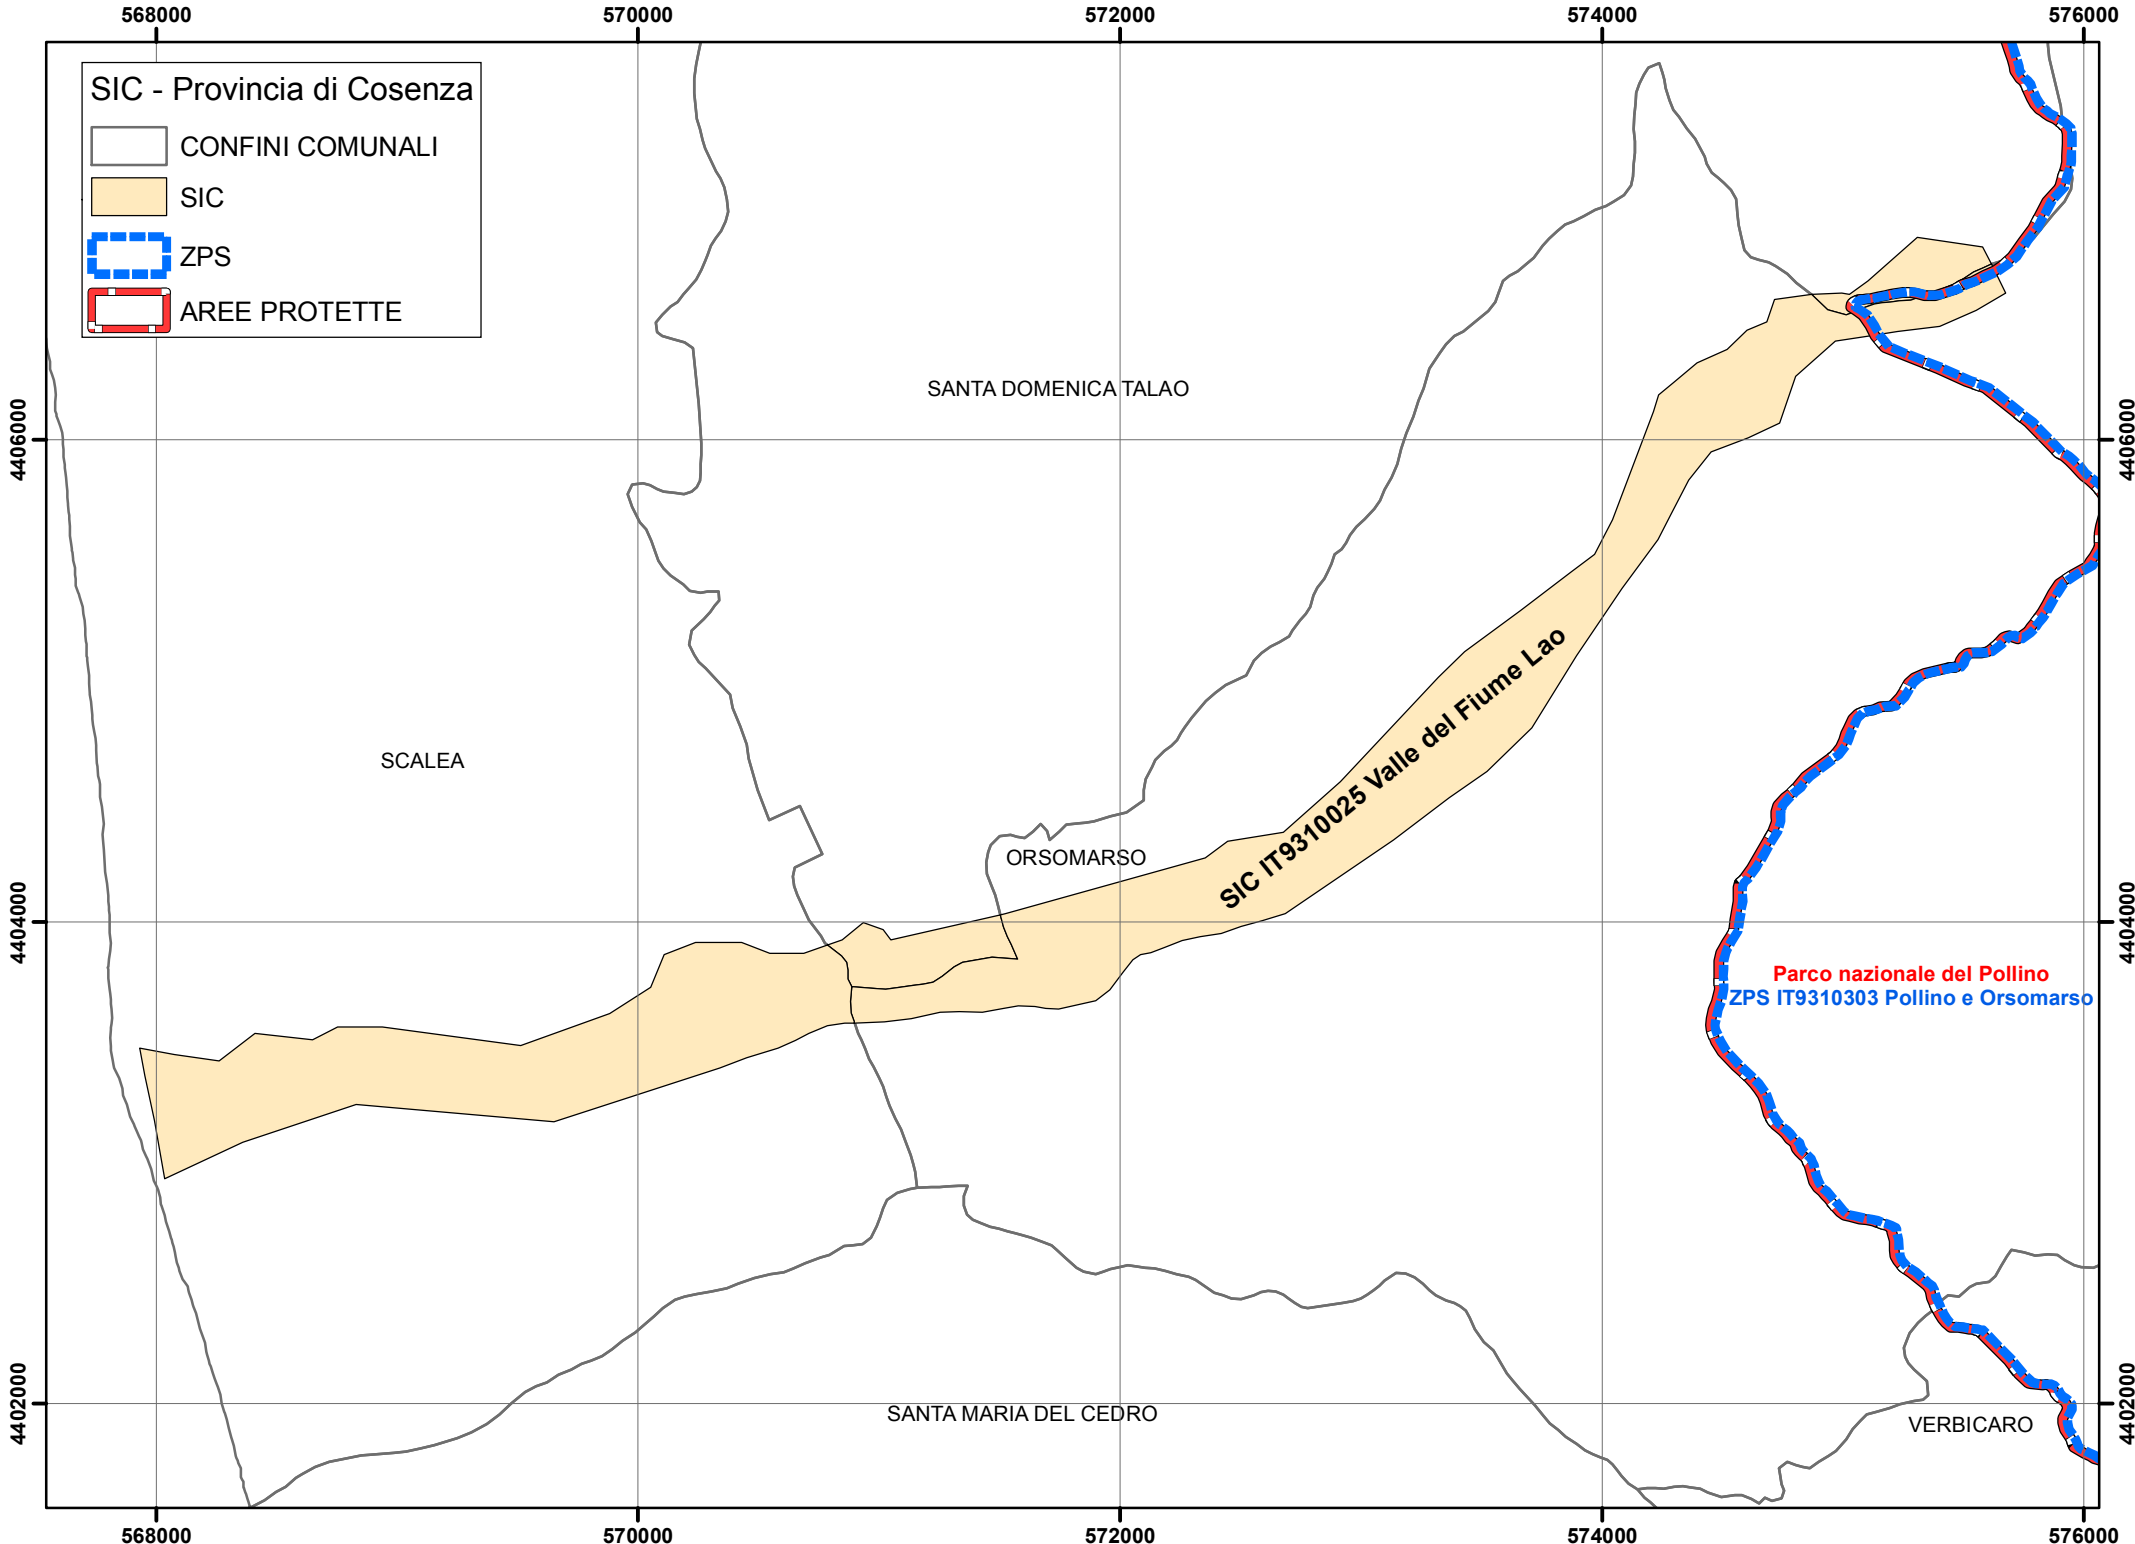 568000 570000 572000 574000 576000
SIC - Provincia di Cosenza
CONFINI COMUNALI
SIC
ZPS
AREE PROTETTE
SANTA DOMENICA TALAO
4406000 4406000
SCALEA
SIC IT9310025 Valle del Fiume Lao
ORSOMARSO
4404000 4404000
Parco nazionale del Pollino
ZPS IT9310303 Pollino e Orsomarso
4402000 4402000
SANTA MARIA DEL CEDRO
VERBICARO
568000 570000 572000 574000 576000